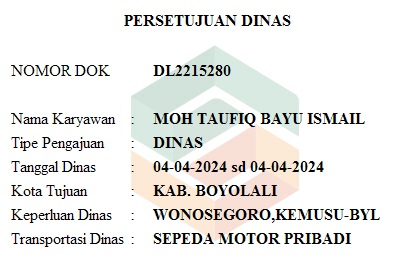 PERSETUJUAN DINAS
NOMOR DOK DL2215280
Nama Karyawan : MOH TAUFIQ BAYU ISMAIL
Tipe Pengajuan : DINAS
Tanggal Dinas : 04-04-2024 sd 04-04-2024
Kota Tujuan : KAB. BOYOLALI
Keperluan Dinas : WONOSEGORO,KEMUSU-BYL
Transportasi Dinas : SEPEDA MOTOR PRIBADI